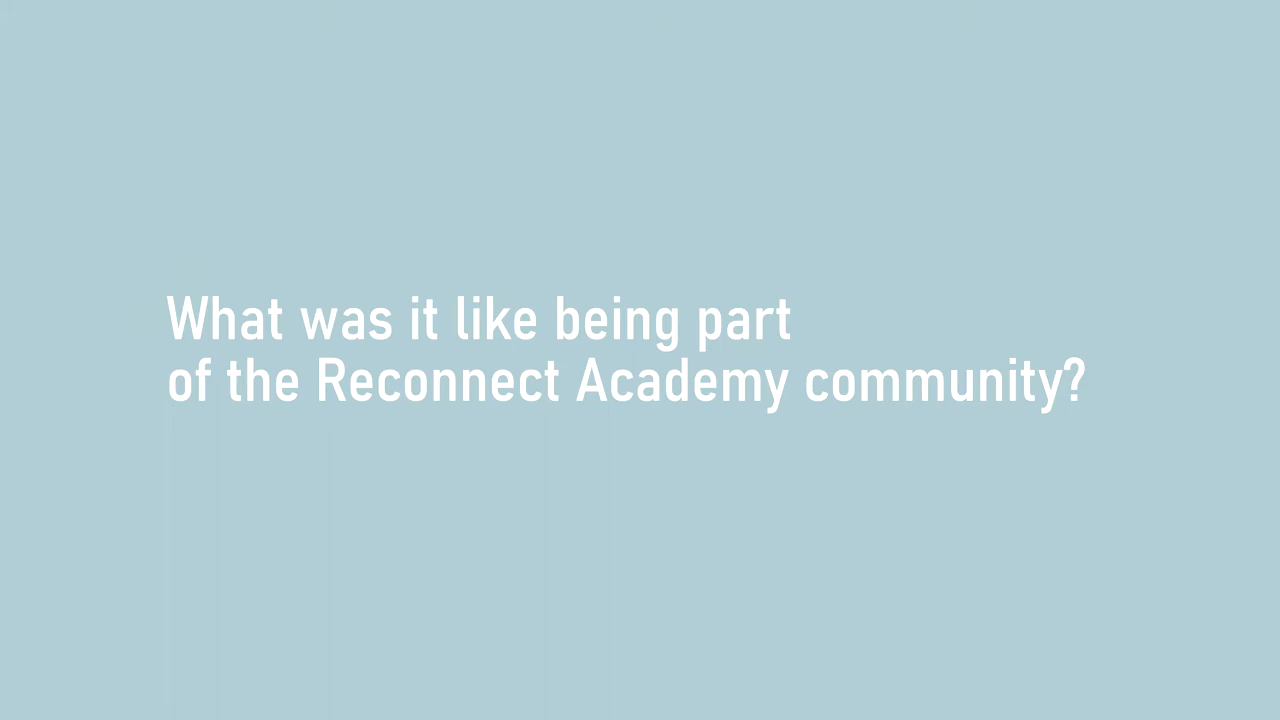 What was it like being part
of the Reconnect Academy community?